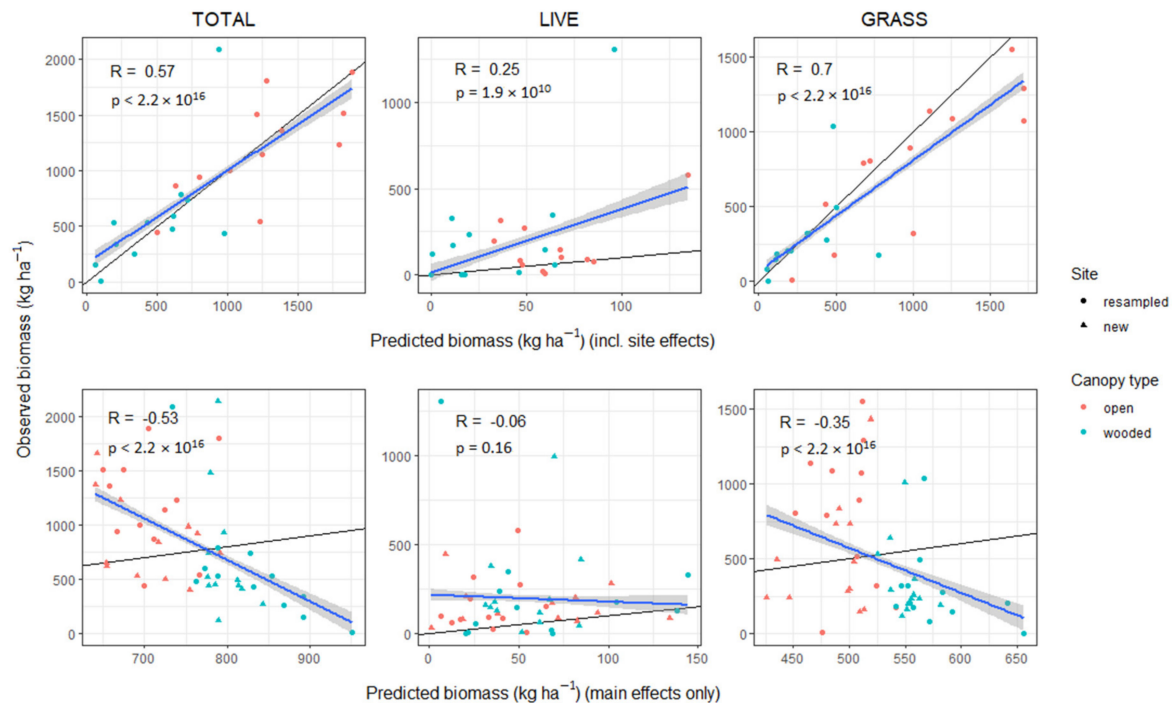 TOTAL LIVE GRASS
R = 0.57
p < 2.2 × 10^16
R = 0.25
p = 1.9 × 10^10
R = 0.7
p < 2.2 × 10^16
2000
1500
1000
500
0
0 500 1000 1500
1000
500
0
0 50 100
1500
1000
500
0
0 500 1000 1500
Predicted biomass (kg ha⁻¹) (incl. site effects)
Observed biomass (kg ha⁻¹)
R = -0.53
p < 2.2 × 10^16
R = -0.06
p = 0.16
R = -0.35
p < 2.2 × 10^16
2000
1500
1000
500
0
700 800 900
1000
500
0
0 50 100 150
1500
1000
500
0
450 500 550 600 650
Predicted biomass (kg ha⁻¹) (main effects only)
Site
resampled
new
Canopy type
open
wooded